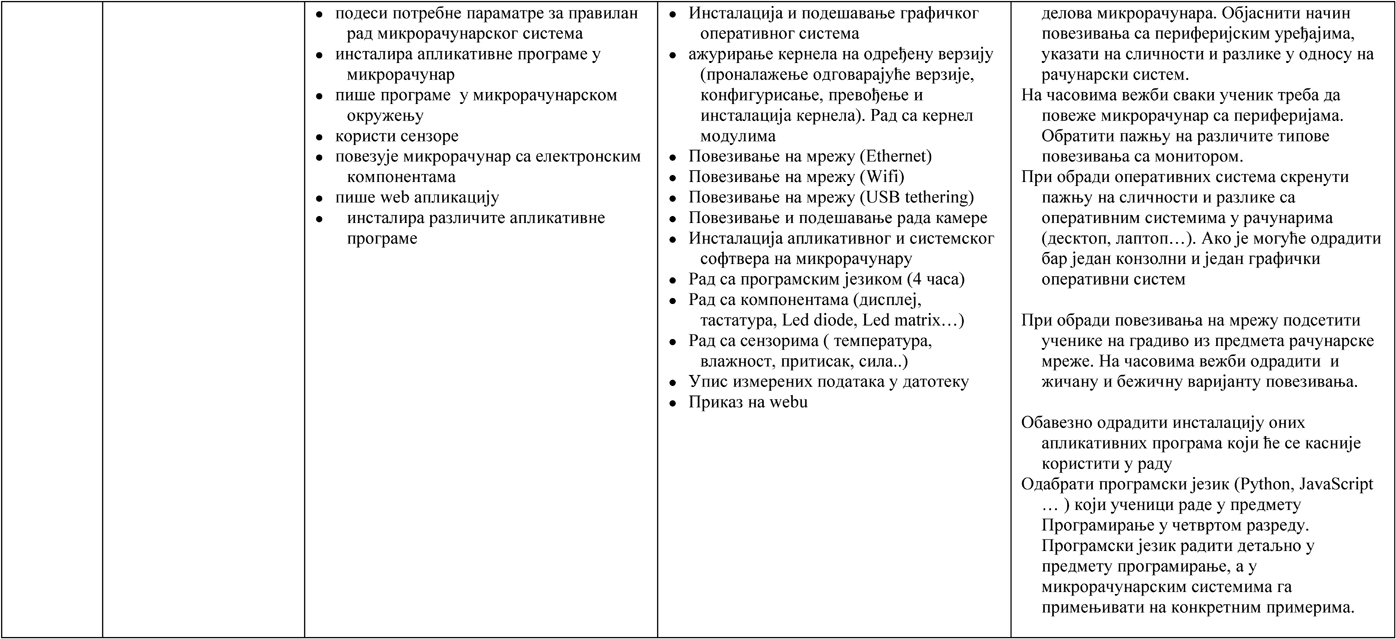 • подеси потребне параматре за правилан
рад микрорачунарског система
• инсталира апликативне програме у
микрорачунар
• пише програме у микрорачунарском
окружењу
• користи сензоре
• повезује микрорачунар са електронским
компонентама
• пише web апликацију
• инсталира различите апликативне
програме
• Инсталација и подешавање графичког
оперативног система
• ажурирање кернела на одређену верзију
(проналажење одговарајуће верзије,
конфигурисање, превођење и
инсталација кернела). Рад са кернел
модулима
• Повезивање на мрежу (Ethernet)
• Повезивање на мрежу (Wifi)
• Повезивање на мрежу (USB tethering)
• Повезивање и подешавање рада камере
• Инсталација апликативног и системског
софтвера на микрорачунару
• Рад са програмским језиком (4 часа)
• Рад са компонентама (дисплеј,
тастатура, Led diode, Led matrix…)
• Рад са сензорима ( температура,
влажност, притисак, сила..)
• Упис измерених података у датотеку
• Приказ на webu
делова микрорачунара. Објаснити начин
повезивања са периферијским уређајима,
указати на сличности и разлике у односу на
рачунарски систем.
На часовима вежби сваки ученик треба да
повеже микрорачунар са периферијама.
Обратити пажњу на различите типове
повезивања са монитором.
При обради оперативних система скренути
пажњу на сличности и разлике са
оперативним системима у рачунарима
(десктоп, лаптоп…). Ако је могуће одрадити
бар један конзолни и један графички
оперативни систем
При обради повезивања на мрежу подсетити
ученике на градиво из предмета рачунарске
мреже. На часовима вежби одрадити и
жичану и бежичну варијанту повезивања.
Обавезно одрадити инсталацију оних
апликативних програма који ће се касније
користити у раду
Одабрати програмски језик (Python, JavaScript
… ) који ученици раде у предмету
Програмирање у четвртом разреду.
Програмски језик радити детаљно у
предмету програмирање, а у
микрорачунарским системима га
примењивати на конкретним примерима.